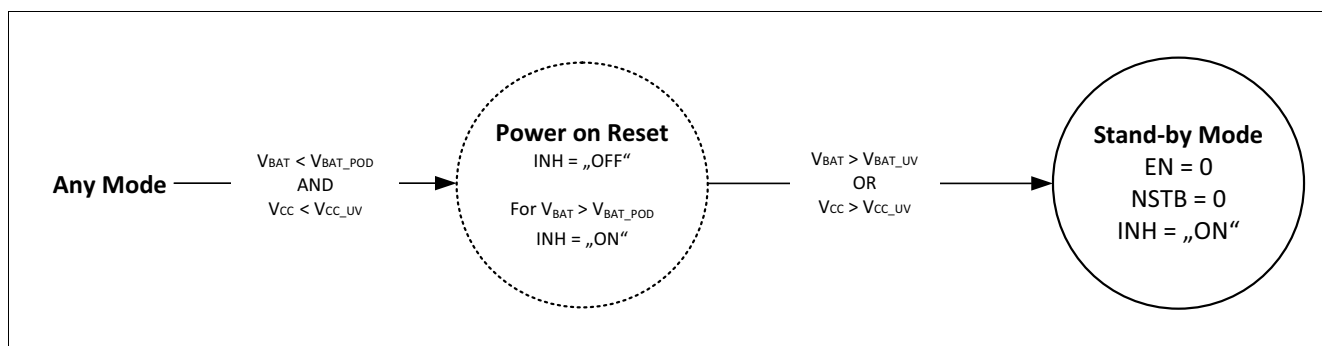 Any Mode
VBAT < VBAT_POD
AND
VCC < VCC_UV
Power on Reset
INH = „OFF“
For VBAT > VBAT_POD
INH = „ON“
VBAT > VBAT_UV
OR
VCC > VCC_UV
Stand-by Mode
EN = 0
NSTB = 0
INH = „ON“